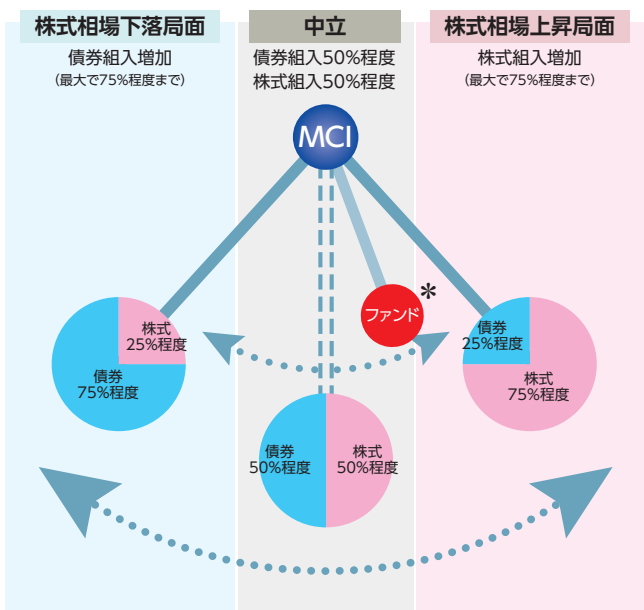 株式相場下落局面
債券組入増加
(最大で75%程度まで)
中立
債券組入50%程度
株式組入50%程度
株式相場上昇局面
株式組入増加
(最大で75%程度まで)
MCI
ファンド
*
株式
25%程度
債券
75%程度
債券
50%程度
株式
50%程度
債券
25%程度
株式
75%程度